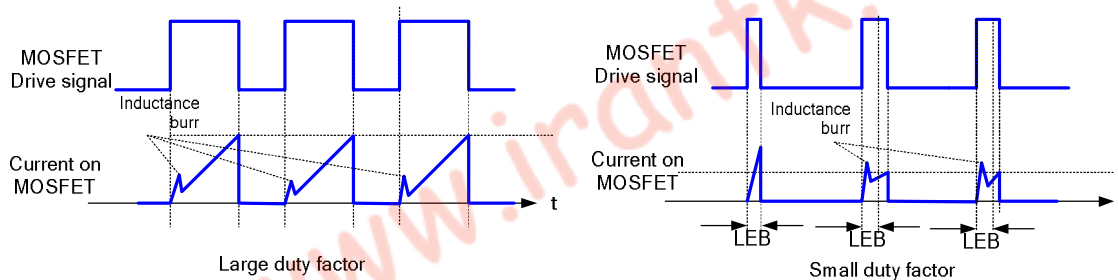 MOSFET
Drive signal
Inductance
burr
Current on
MOSFET
t
Large duty factor
MOSFET
Drive signal
Inductance
burr
Current on
MOSFET
LEB
LEB
LEB
Small duty factor
www.irantk.